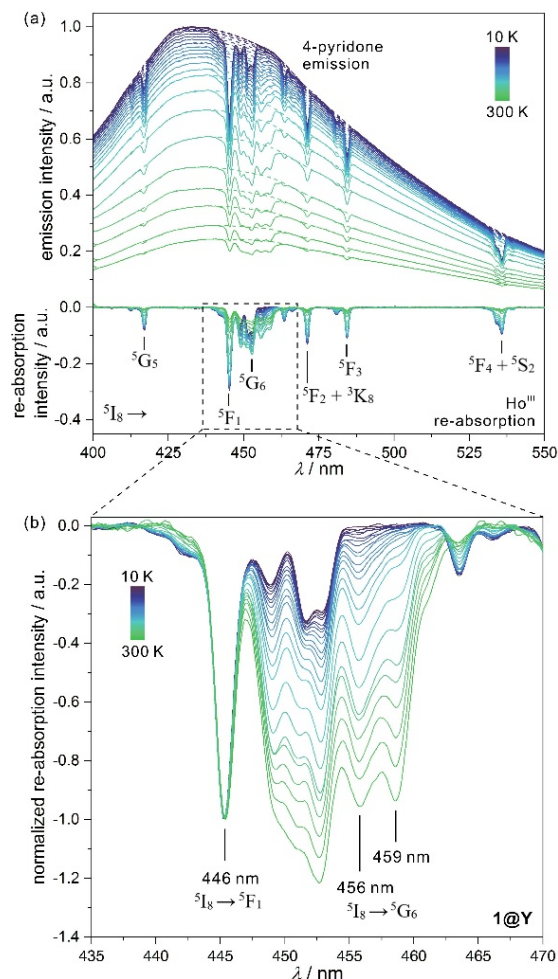 (a)
1.0
0.8
0.6
0.4
0.2
emission intensity / a.u.
4-pyridone
emission
10 K
300 K
0.0
-0.2
-0.4
re-absorption
intensity / a.u.
⁵G₅
⁵F₁
⁵G₆
⁵F₂ + ³K₈
⁵F₃
⁵F₄ + ⁵S₂
⁵I₈ →
Hoᴵᴵᴵ
re-absorption
400 425 450 475 500 525 550
λ / nm
(b)
0.0
-0.2
-0.4
-0.6
-0.8
-1.0
-1.2
-1.4
normalized re-absorption intensity / a.u.
10 K
300 K
446 nm
⁵I₈ → ⁵F₁
456 nm
459 nm
⁵I₈ → ⁵G₆
1@Y
435 440 445 450 455 460 465 470
λ / nm